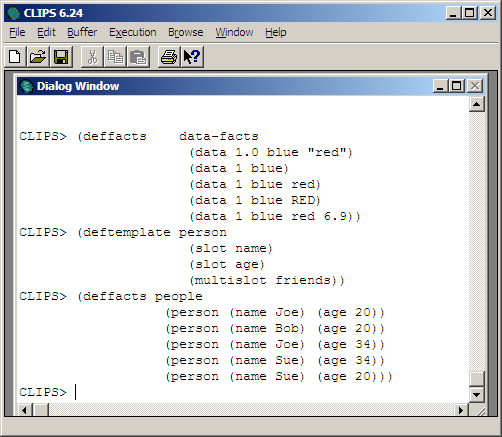 CLIPS 6.24
File Edit Buffer Execution Browse Window Help
Dialog Window
CLIPS> (deffacts    data-facts
(data 1.0 blue "red")
(data 1 blue)
(data 1 blue red)
(data 1 blue RED)
(data 1 blue red 6.9))
CLIPS> (deftemplate person
(slot name)
(slot age)
(multislot friends))
CLIPS> (deffacts people
(person (name Joe) (age 20))
(person (name Bob) (age 20))
(person (name Joe) (age 34))
(person (name Sue) (age 34))
(person (name Sue) (age 20)))
CLIPS>